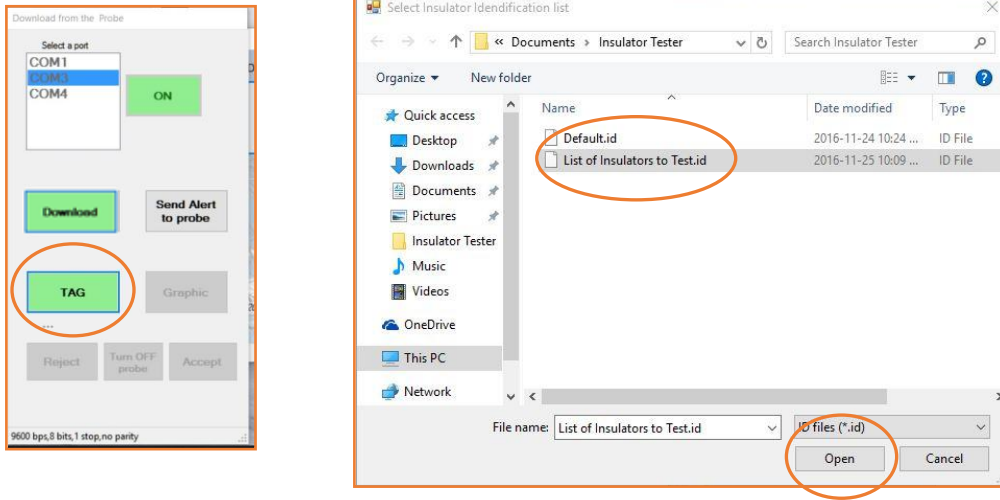 Download from the Probe
Select a port
COM1
COM3
COM4
ON
Download
Send Alert
to probe
TAG
Graphic
...
Reject
Turn OFF
probe
Accept
9600 bps,8 bits,1 stop,no parity
Select Insulator Idendification list
« Documents › Insulator Tester
Search Insulator Tester
Organize
New folder
Name
Date modified
Type
Quick access
Desktop
Downloads
Documents
Pictures
Insulator Tester
Music
Videos
OneDrive
This PC
Network
Default.id
2016-11-24 10:24 ...
ID File
List of Insulators to Test.id
2016-11-25 10:09 ...
ID File
File name:
List of Insulators to Test.id
ID files (*.id)
Open
Cancel